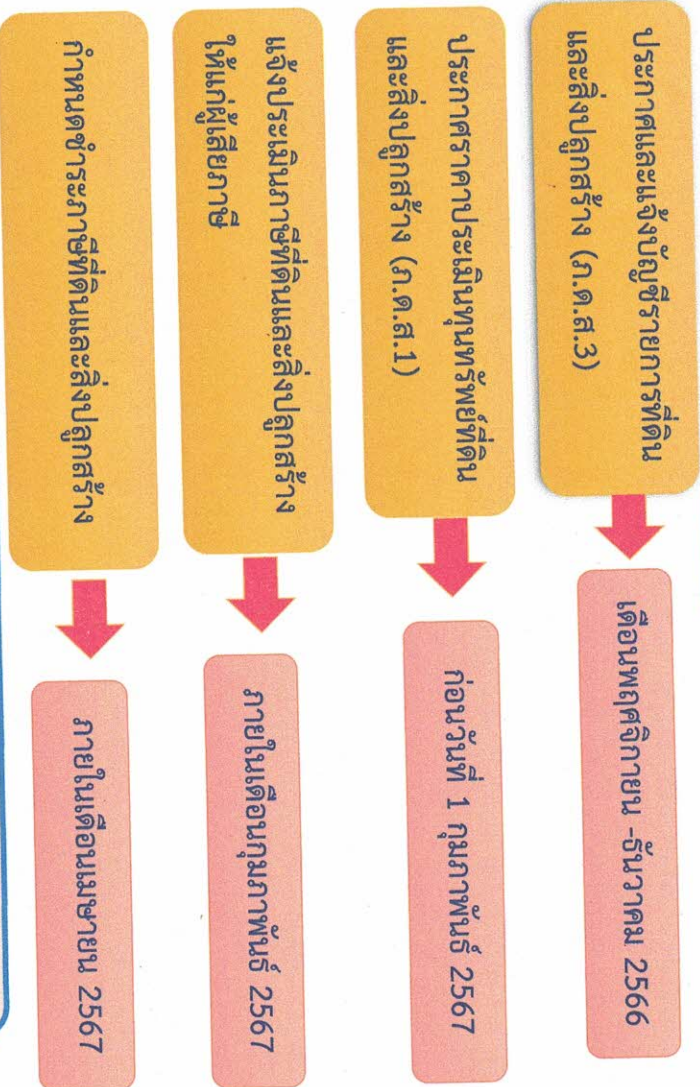 ประกาศและแจ้งบัญชีรายการที่ดิน
และสิ่งปลูกสร้าง (ภ.ด.ส.3)
เดือนพฤศจิกายน -ธันวาคม 2566
ประกาศราคาประเมินทุนทรัพย์ที่ดิน
และสิ่งปลูกสร้าง (ภ.ด.ส.1)
ก่อนวันที่ 1 กุมภาพันธ์ 2567
แจ้งประเมินภาษีที่ดินและสิ่งปลูกสร้าง
ให้แก่ผู้เสียภาษี
ภายในเดือนกุมภาพันธ์ 2567
กำหนดชำระภาษีที่ดินและสิ่งปลูกสร้าง
ภายในเดือนเมษายน 2567